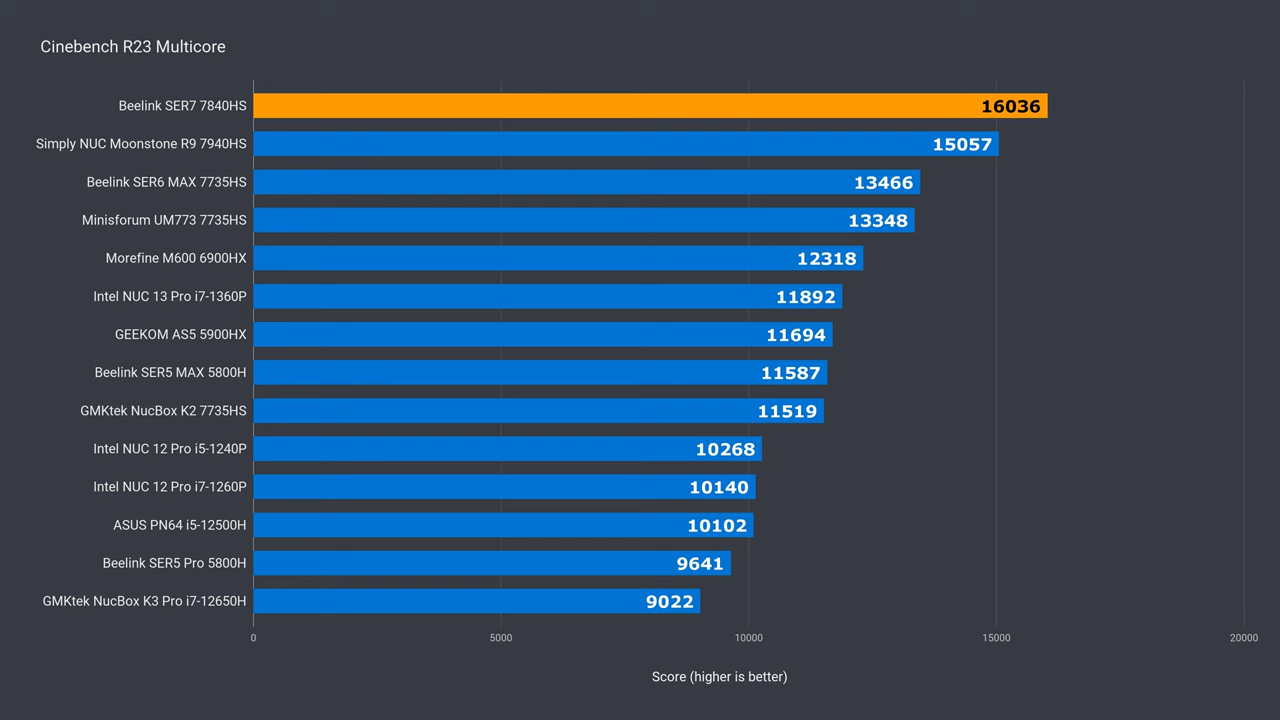 Cinebench R23 Multicore
Beelink SER7 7840HS 16036
Simply NUC Moonstone R9 7940HS 15057
Beelink SER6 MAX 7735HS 13466
Minisforum UM773 7735HS 13348
Morefine M600 6900HX 12318
Intel NUC 13 Pro i7-1360P 11892
GEEKOM AS5 5900HX 11694
Beelink SER5 MAX 5800H 11587
GMKtek NucBox K2 7735HS 11519
Intel NUC 12 Pro i5-1240P 10268
Intel NUC 12 Pro i7-1260P 10140
ASUS PN64 i5-12500H 10102
Beelink SER5 Pro 5800H 9641
GMKtek NucBox K3 Pro i7-12650H 9022
0 5000 10000 15000 20000
Score (higher is better)